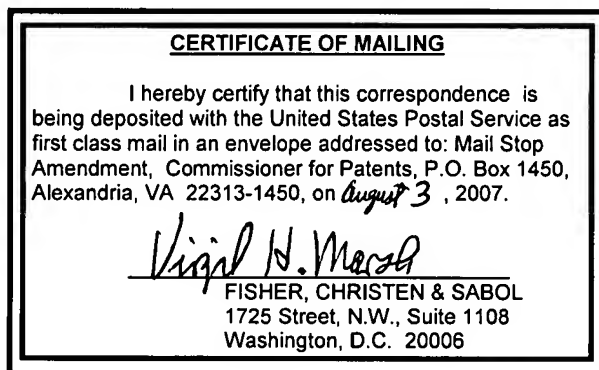 CERTIFICATE OF MAILING
I hereby certify that this correspondence is
being deposited with the United States Postal Service as
first class mail in an envelope addressed to: Mail Stop
Amendment, Commissioner for Patents, P.O. Box 1450,
Alexandria, VA 22313-1450, on August 3 , 2007.
Virgil H. Marsh
FISHER, CHRISTEN & SABOL
1725 Street, N.W., Suite 1108
Washington, D.C. 20006